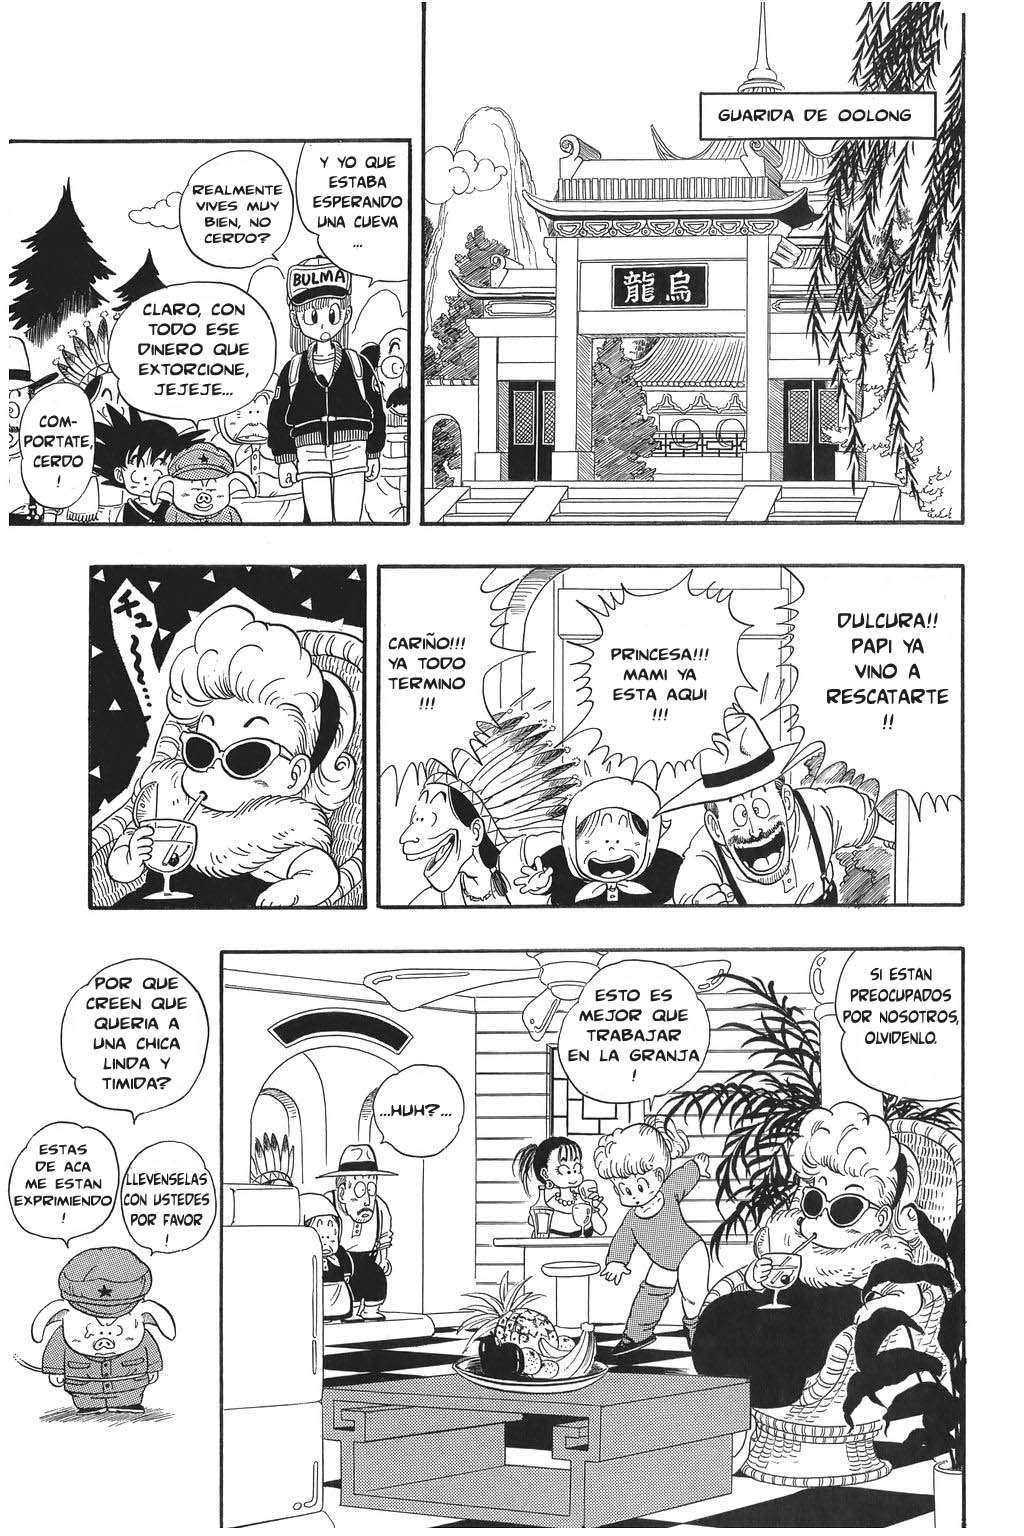 GUARIDA DE OOLONG
龍烏
Y YO QUE
ESTABA
ESPERANDO
UNA CUEVA
...
REALMENTE
VIVES MUY
BIEN, NO
CERDO?
BULMA
CLARO, CON
TODO ESE
DINERO QUE
EXTORCIONE,
JEJEJE...
COM-
PORTATE,
CERDO
!
a
DULCURA!!
PAPI YA
VINO A
RESCATARTE
!!
PRINCESA!!!
MAMI YA
ESTA AQUI
!!!
CARIÑO!!!
YA TODO
TERMINO
!!!
チュ〜〜...
SI ESTAN
PREOCUPADOS
POR NOSOTROS,
OLVIDENLO.
ESTO ES
MEJOR QUE
TRABAJAR
EN LA GRANJA
!
...HUH?...
POR QUE
CREEN QUE
QUERIA A
UNA CHICA
LINDA Y
TIMIDA?
LLEVENSELAS
CON USTEDES
POR FAVOR
!
ESTAS
DE ACA
ME ESTAN
EXPRIMIENDO
!